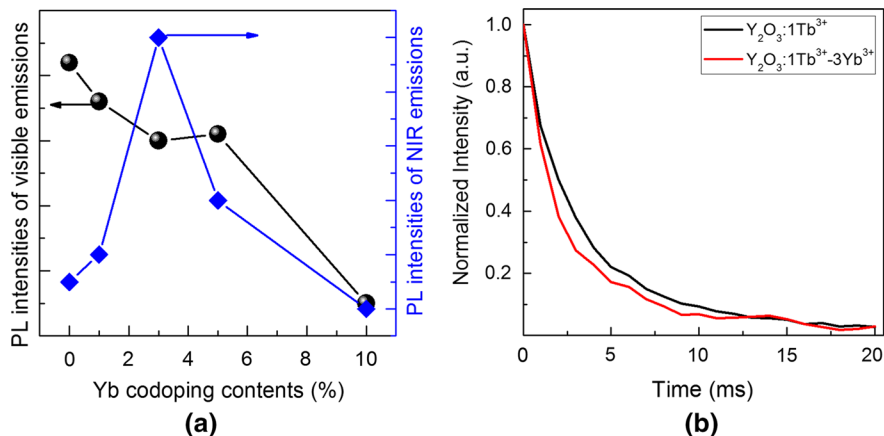 PL intensities of visible emissions
PL intensities of NIR emissions
0 2 4 6 8 10
Yb codoping contents (%)
(a)
Normalized Intensity (a.u.)
1.0
0.8
0.6
0.4
0.2
Y₂O₃:1Tb³⁺
Y₂O₃:1Tb³⁺-3Yb³⁺
0 5 10 15 20
Time (ms)
(b)